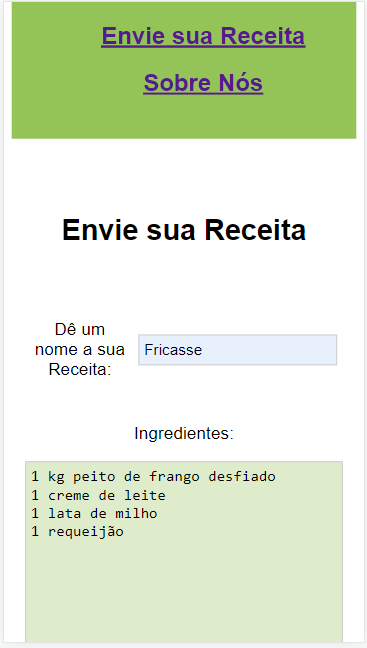 Envie sua Receita
Sobre Nós
Envie sua Receita
Dê um
nome a sua
Receita:
Fricasse
Ingredientes:
1 kg peito de frango desfiado
1 creme de leite
1 lata de milho
1 requeijão